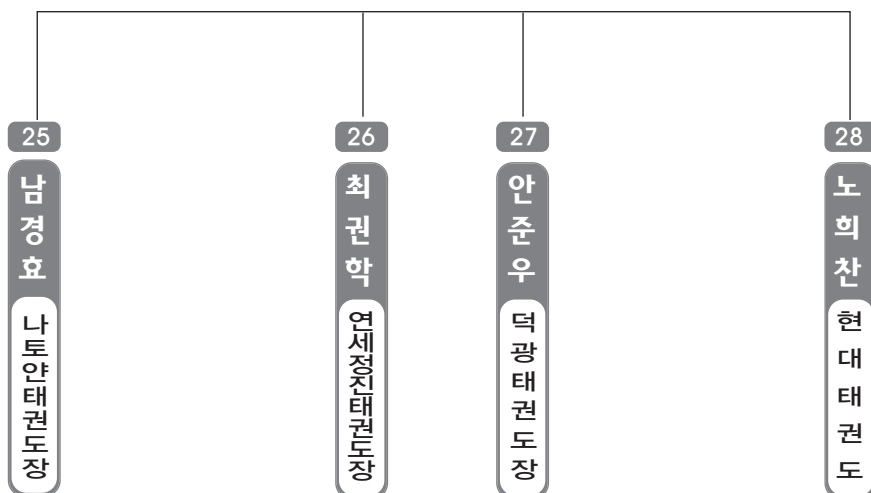 25
남경효
나토얀태권도장
26
최권학
연세정진태권도장
27
안준우
덕광태권도장
28
노희찬
현대태권도